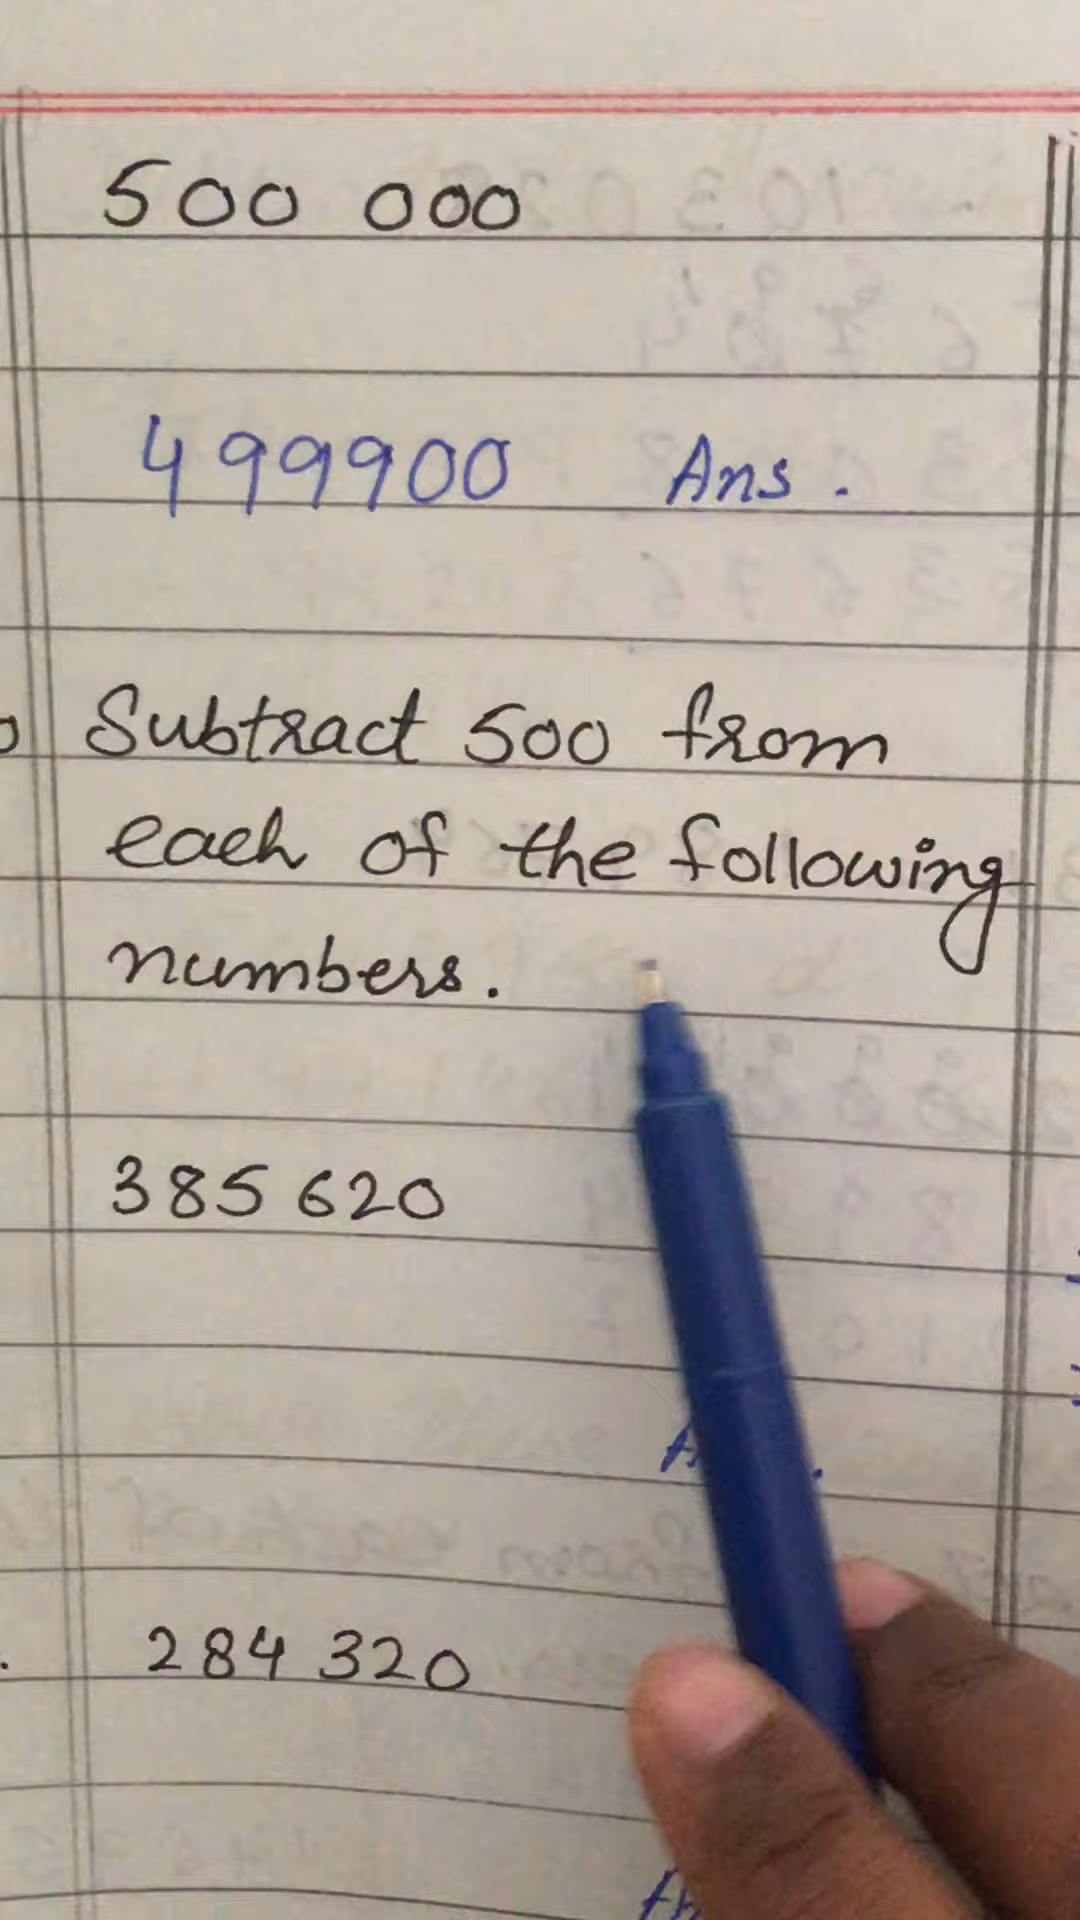 500 000
499900 Ans.
Subtract 500 from
each of the following
numbers.
385 620
284 320